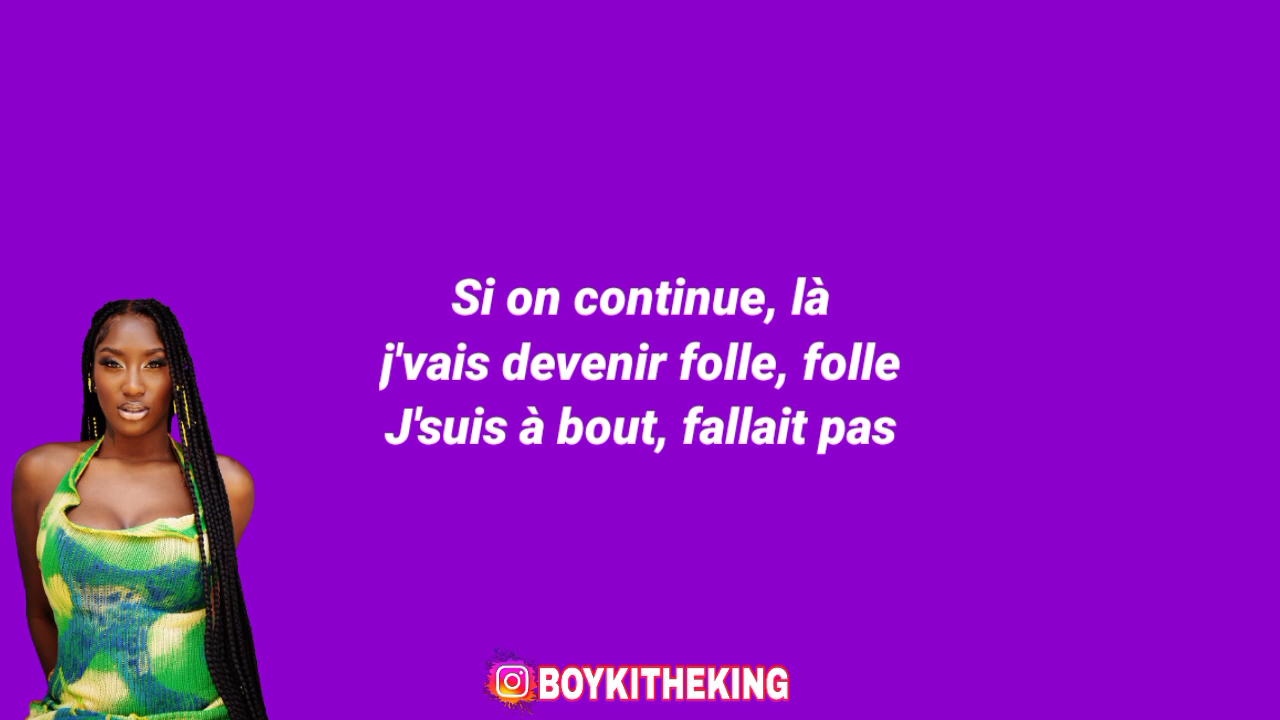 Si on continue, là
j'vais devenir folle, folle
J'suis à bout, fallait pas
BOYKITHEKING